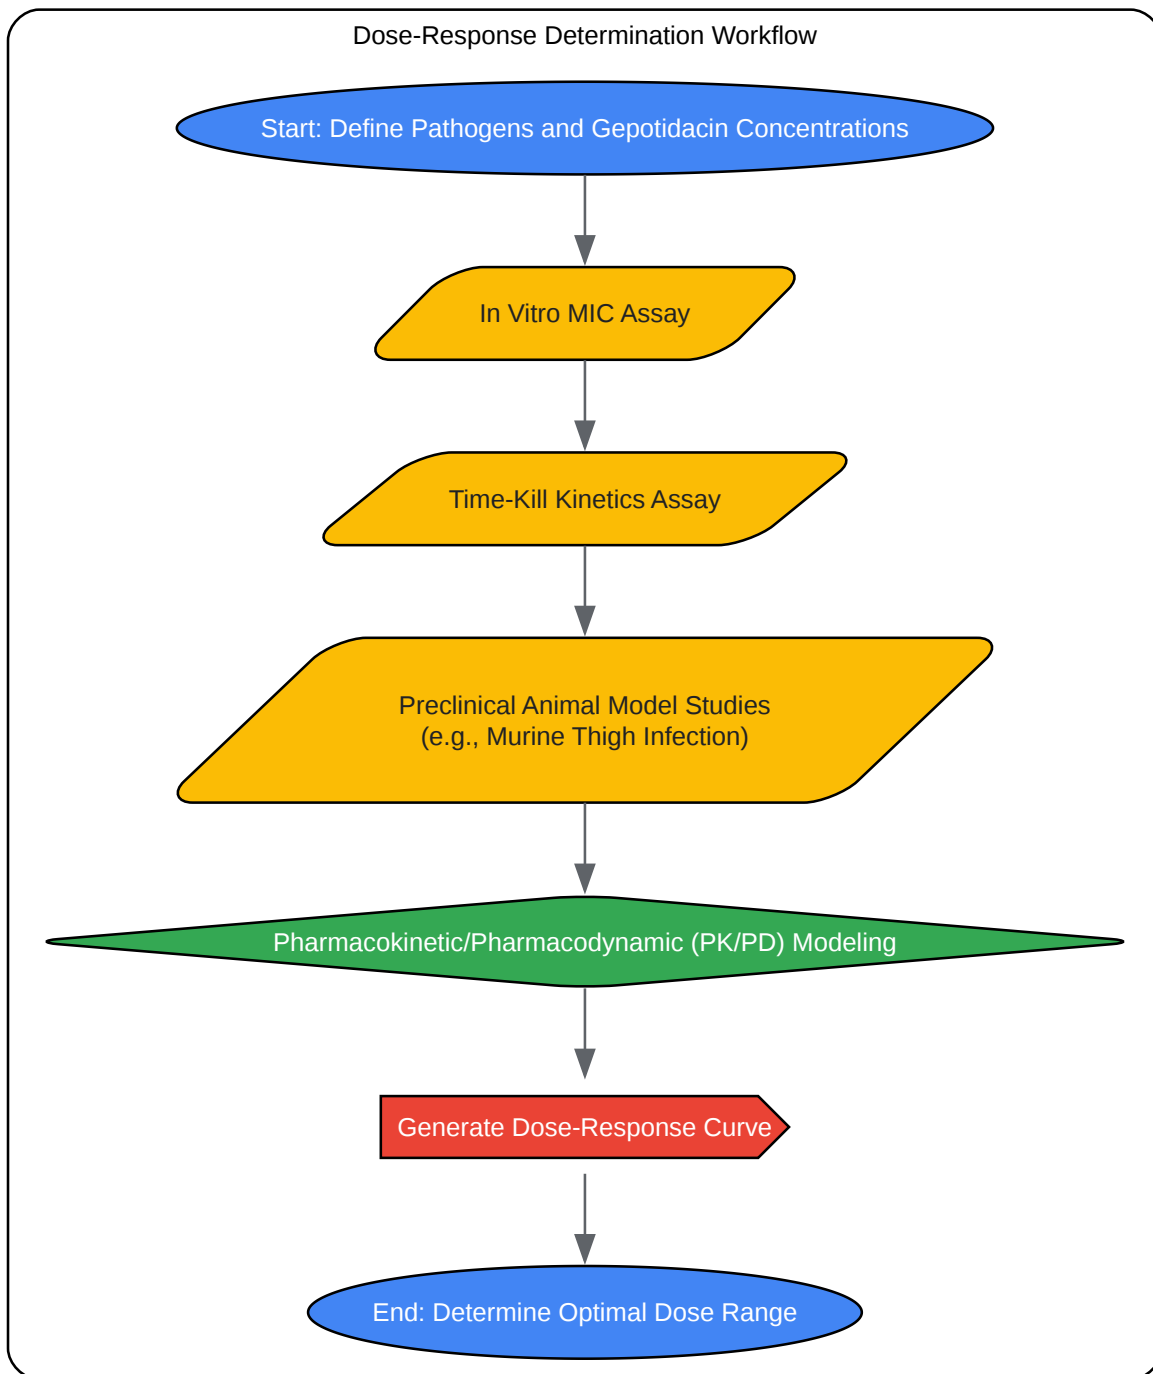 Dose-Response Determination Workflow
Start: Define Pathogens and Gepotidacin Concentrations
In Vitro MIC Assay
Time-Kill Kinetics Assay
Preclinical Animal Model Studies
(e.g., Murine Thigh Infection)
Pharmacokinetic/Pharmacodynamic (PK/PD) Modeling
Generate Dose-Response Curve
End: Determine Optimal Dose Range